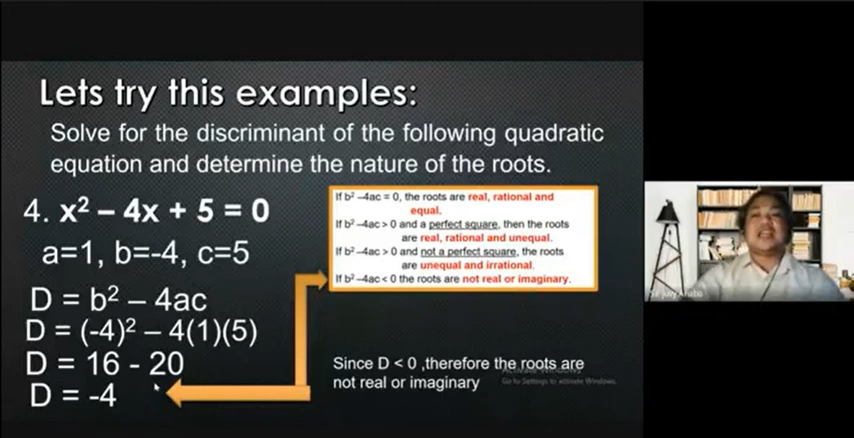 Lets try this examples:
Solve for the discriminant of the following quadratic
equation and determine the nature of the roots.
4. x² – 4x + 5 = 0
a=1, b=-4, c=5
D = b² – 4ac
D = (-4)² – 4(1)(5)
D = 16 - 20
D = -4
If b² –4ac = 0, the roots are real, rational and
equal.
If b² –4ac > 0 and a perfect square, then the roots
are real, rational and unequal.
If b² –4ac > 0 and not a perfect square, the roots
are unequal and irrational.
If b² –4ac < 0 the roots are not real or imaginary.
Since D < 0 ,therefore the roots are
not real or imaginary
Activate Windows
Go to Settings to activate Windows.